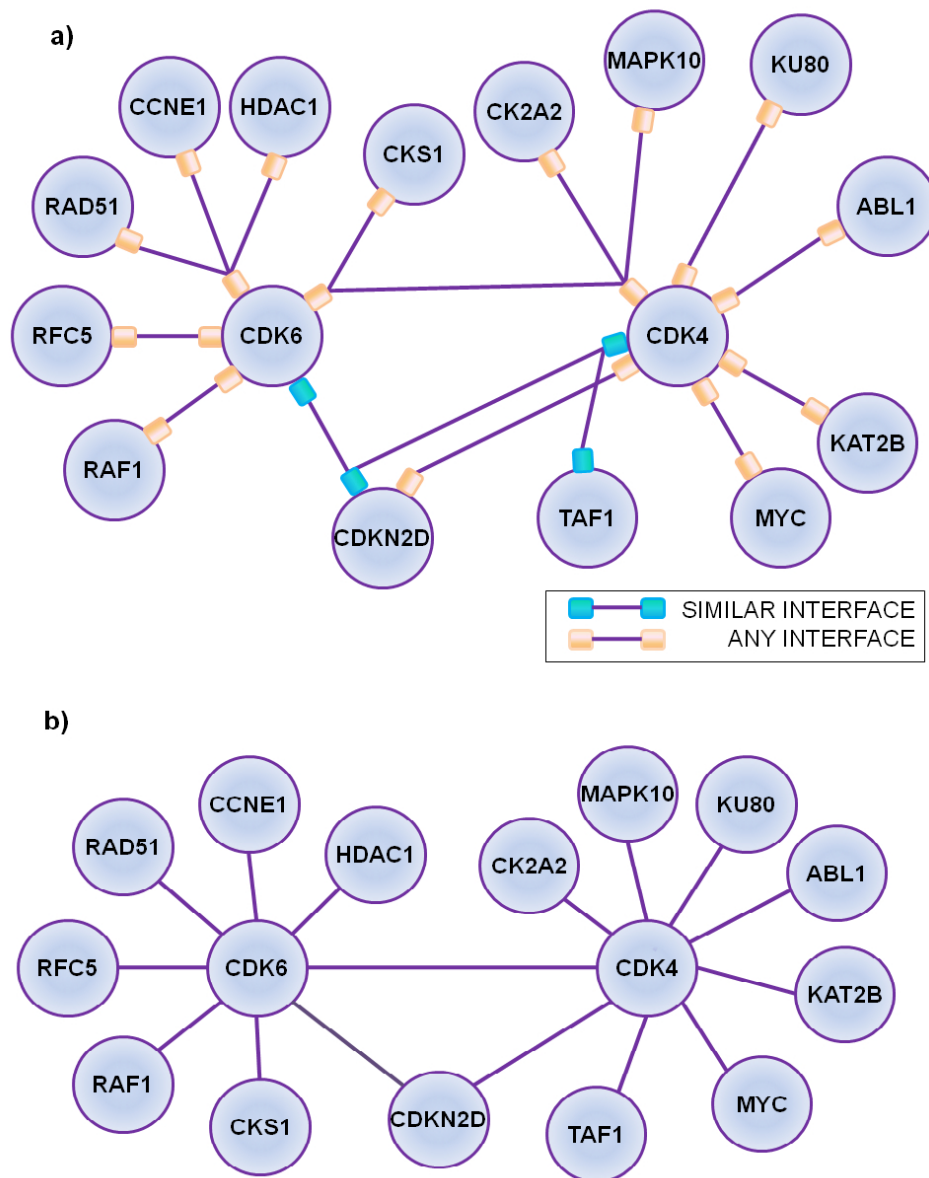 a)
MAPK10
KU80
CCNE1
HDAC1
CK2A2
CKS1
RAD51
ABL1
RFC5
CDK6
CDK4
RAF1
KAT2B
CDKN2D
TAF1
MYC
SIMILAR INTERFACE
ANY INTERFACE
b)
CCNE1
MAPK10
KU80
RAD51
HDAC1
CK2A2
ABL1
RFC5
CDK6
CDK4
KAT2B
RAF1
CKS1
CDKN2D
TAF1
MYC